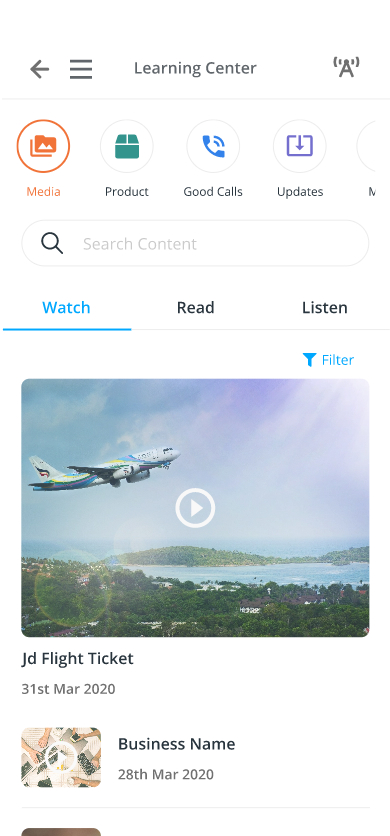 Learning Center
Media
Product
Good Calls
Updates
Search Content
Watch
Read
Listen
Filter
Jd Flight Ticket
31st Mar 2020
Business Name
28th Mar 2020